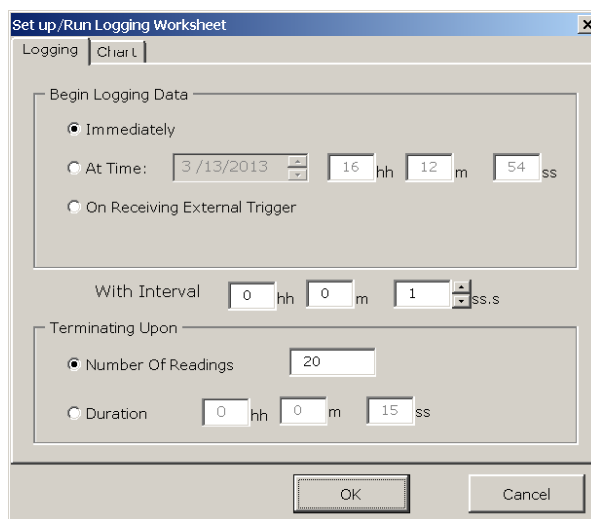 Set up/Run Logging Worksheet
Logging Chart
Begin Logging Data
Immediately
At Time: 3 /13/2013 16 hh 12 m 54 ss
On Receiving External Trigger
With Interval 0 hh 0 m 1 ss.s
Terminating Upon
Number Of Readings 20
Duration 0 hh 0 m 15 ss
OK Cancel